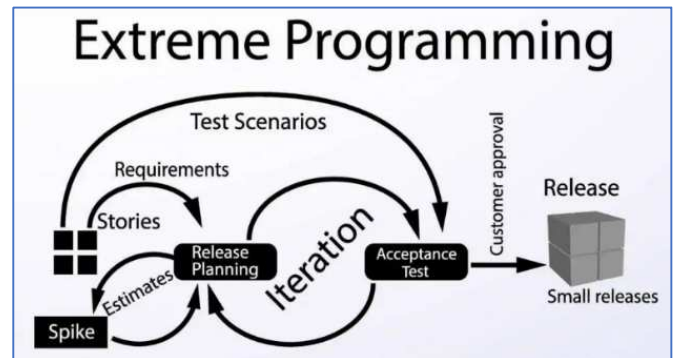 Extreme Programming
Test Scenarios
Requirements
Stories
Release
Planning
Estimates
Spike
Iteration
Acceptance
Test
Customer approval
Release
Small releases